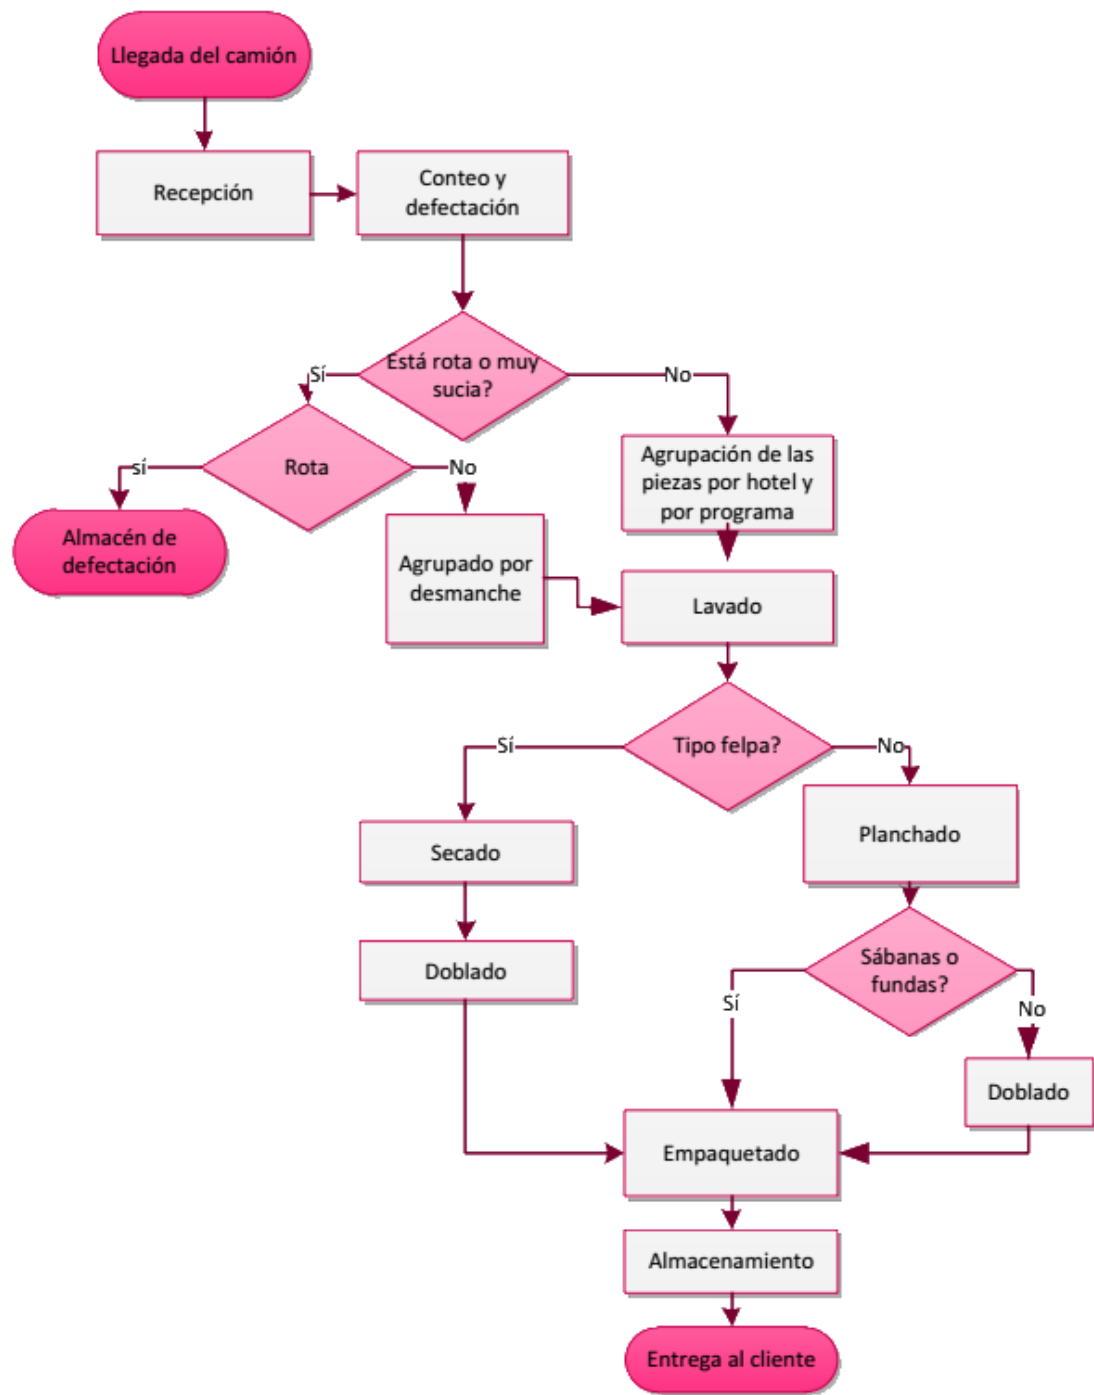 Llegada del camión
Recepción
Conteo y
defectación
Está rota o muy
sucia?
Sí
No
Rota
sí
No
Agrupación de las
piezas por hotel y
por programa
Almacén de
defectación
Agrupado por
desmanche
Lavado
Tipo felpa?
Sí
No
Secado
Planchado
Doblado
Sábanas o
fundas?
Sí
No
Doblado
Empaquetado
Almacenamiento
Entrega al cliente